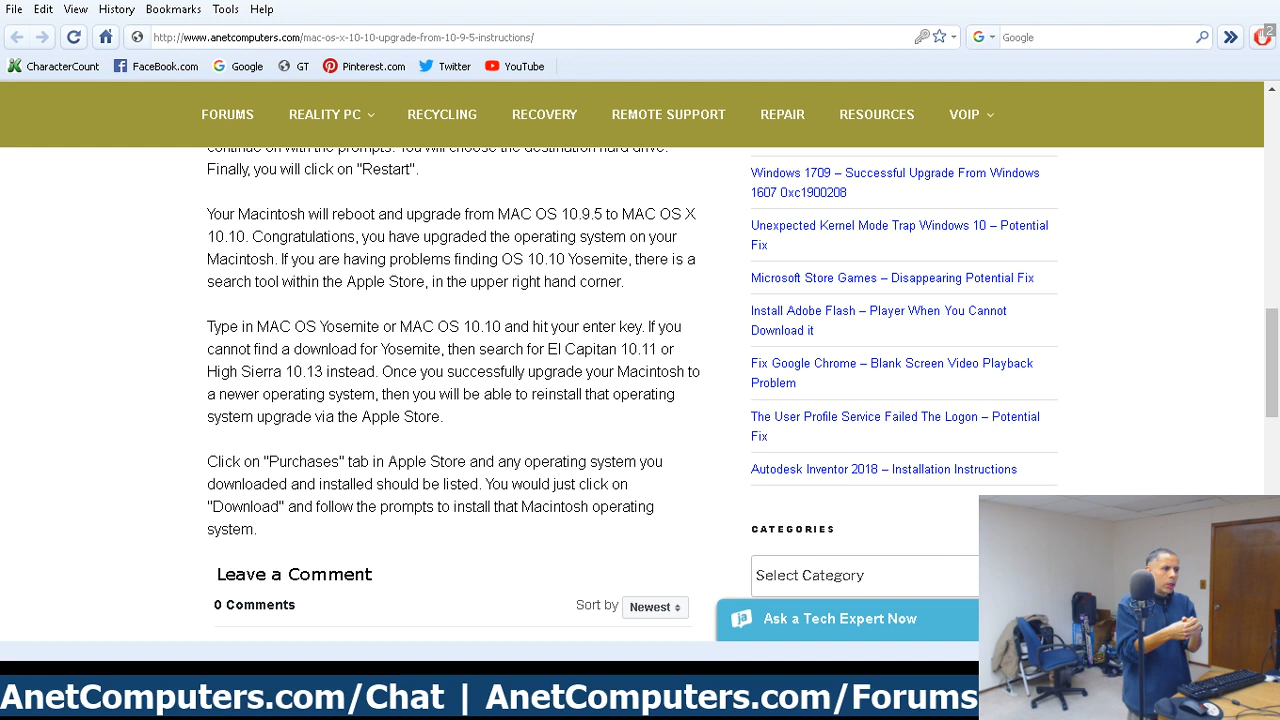 File Edit View History Bookmarks Tools Help
http://www.anetcomputers.com/mac-os-x-10-10-upgrade-from-10-9-5-instructions/
Google
2
CharacterCount FaceBook.com Google GT Pinterest.com Twitter YouTube
FORUMS REALITY PC RECYCLING RECOVERY REMOTE SUPPORT REPAIR RESOURCES VOIP
continue on with the prompts. You will choose the destination hard drive.
Finally, you will click on "Restart".
Your Macintosh will reboot and upgrade from MAC OS 10.9.5 to MAC OS X
10.10. Congratulations, you have upgraded the operating system on your
Macintosh. If you are having problems finding OS 10.10 Yosemite, there is a
search tool within the Apple Store, in the upper right hand corner.
Type in MAC OS Yosemite or MAC OS 10.10 and hit your enter key. If you
cannot find a download for Yosemite, then search for El Capitan 10.11 or
High Sierra 10.13 instead. Once you successfully upgrade your Macintosh to
a newer operating system, then you will be able to reinstall that operating
system upgrade via the Apple Store.
Click on "Purchases" tab in Apple Store and any operating system you
downloaded and installed should be listed. You would just click on
"Download" and follow the prompts to install that Macintosh operating
system.
Leave a Comment
0 Comments
Sort by Newest
Windows 1709 – Successful Upgrade From Windows
1607 0xc1900208
Unexpected Kernel Mode Trap Windows 10 – Potential
Fix
Microsoft Store Games – Disappearing Potential Fix
Install Adobe Flash – Player When You Cannot
Download it
Fix Google Chrome – Blank Screen Video Playback
Problem
The User Profile Service Failed The Logon – Potential
Fix
Autodesk Inventor 2018 – Installation Instructions
CATEGORIES
Select Category
ja Ask a Tech Expert Now
AnetComputers.com/Chat | AnetComputers.com/Forums